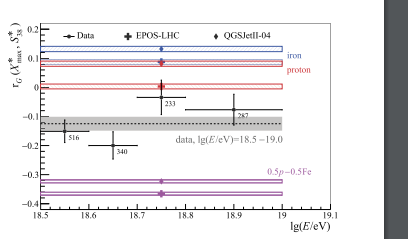 r_G (X*_max, S*_38)
0.2
0.1
0
−0.1
−0.2
−0.3
−0.4
Data
EPOS-LHC
QGSJetII-04
iron
proton
233
287
516
340
data, lg(E/eV)=18.5 −19.0
0.5p−0.5Fe
18.5
18.6
18.7
18.8
18.9
19
19.1
lg(E/eV)